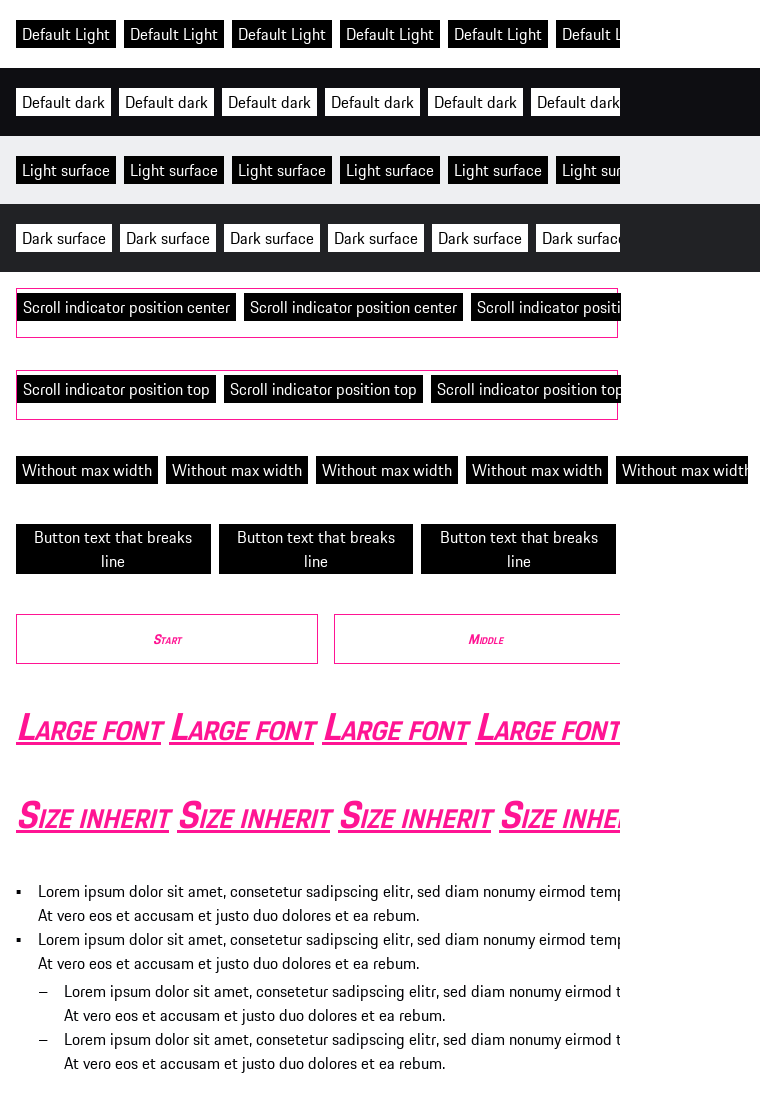 Default Light Default Light Default Light Default Light Default Light Default L
Default dark Default dark Default dark Default dark Default dark Default dark
Light surface Light surface Light surface Light surface Light surface Light sur
Dark surface Dark surface Dark surface Dark surface Dark surface Dark surface
Scroll indicator position center Scroll indicator position center Scroll indicator positi
Scroll indicator position top Scroll indicator position top Scroll indicator position top
Without max width Without max width Without max width Without max width Without max width
Button text that breaks Button text that breaks Button text that breaks
line line line
Start Middle
Large font Large font Large font Large font
Size inherit Size inherit Size inherit Size inhe
▪ Lorem ipsum dolor sit amet, consetetur sadipscing elitr, sed diam nonumy eirmod temp
At vero eos et accusam et justo duo dolores et ea rebum.
▪ Lorem ipsum dolor sit amet, consetetur sadipscing elitr, sed diam nonumy eirmod temp
At vero eos et accusam et justo duo dolores et ea rebum.
– Lorem ipsum dolor sit amet, consetetur sadipscing elitr, sed diam nonumy eirmod t
At vero eos et accusam et justo duo dolores et ea rebum.
– Lorem ipsum dolor sit amet, consetetur sadipscing elitr, sed diam nonumy eirmod t
At vero eos et accusam et justo duo dolores et ea rebum.